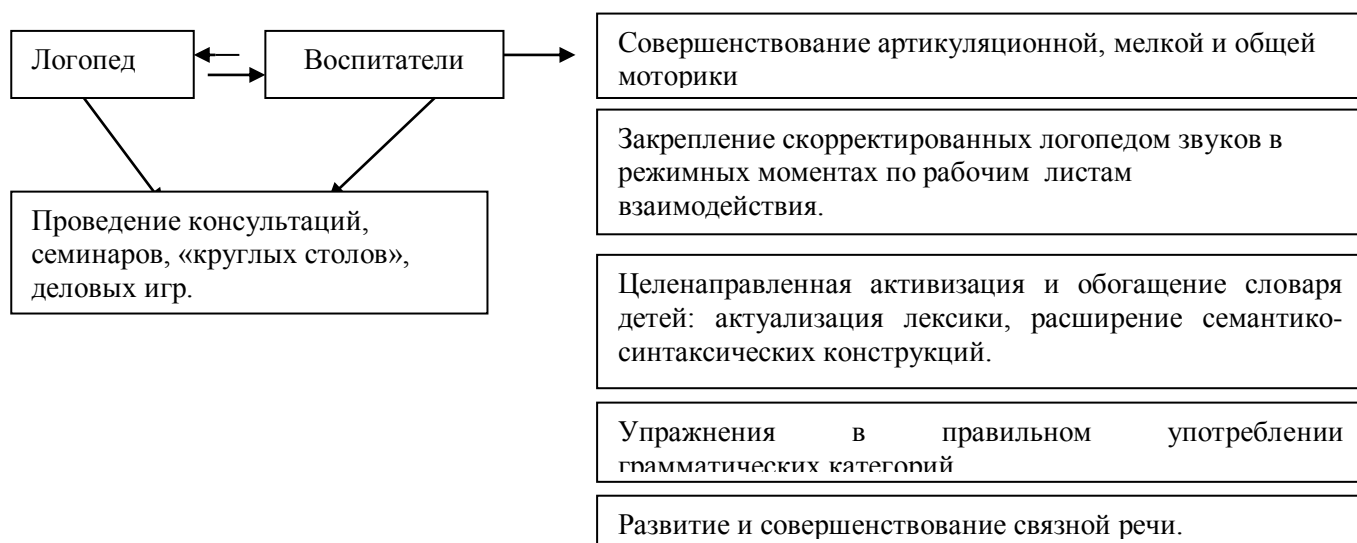 Логопед
Воспитатели
Проведение консультаций,
семинаров, «круглых столов»,
деловых игр.
Совершенствование артикуляционной, мелкой и общей
моторики
Закрепление скорректированных логопедом звуков в
режимных моментах по рабочим листам
взаимодействия.
Целенаправленная активизация и обогащение словаря
детей: актуализация лексики, расширение семантико-
синтаксических конструкций.
Упражнения в правильном употреблении
грамматических категорий
Развитие и совершенствование связной речи.